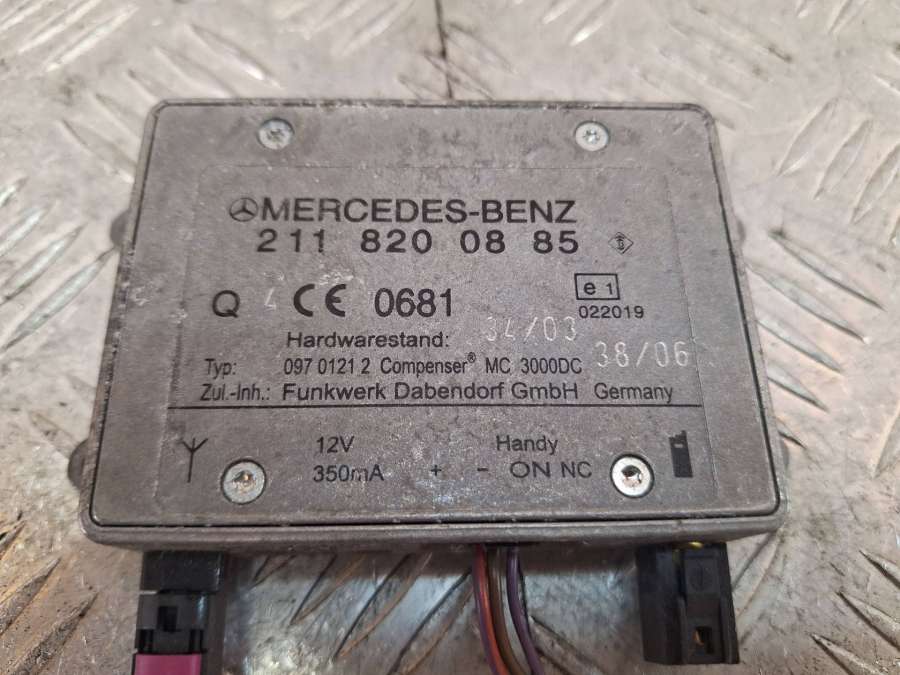 MERCEDES-BENZ
211 820 08 85
Q 4 CE 0681 e 1
022019
Hardwarestand: 34/03
Typ: 097 0121 2 Compenser® MC 3000DC 38/06
Zul.-Inh.: Funkwerk Dabendorf GmbH Germany
12V Handy
350mA + - ON NC